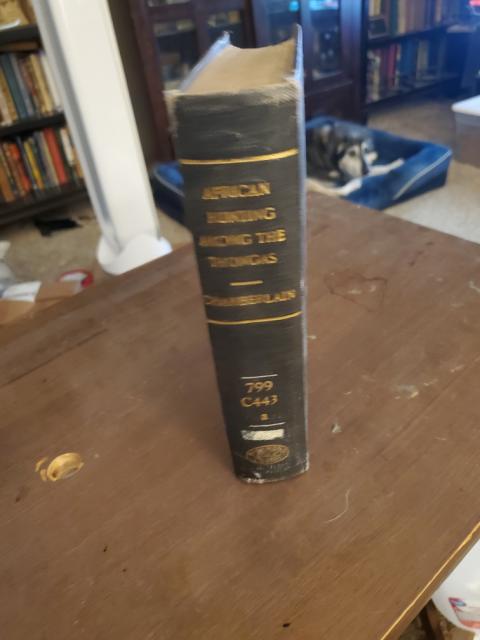 AFRICAN
HUNTING
AMONG THE
THONGAS
CHAMBERLAIN
799
C443
a